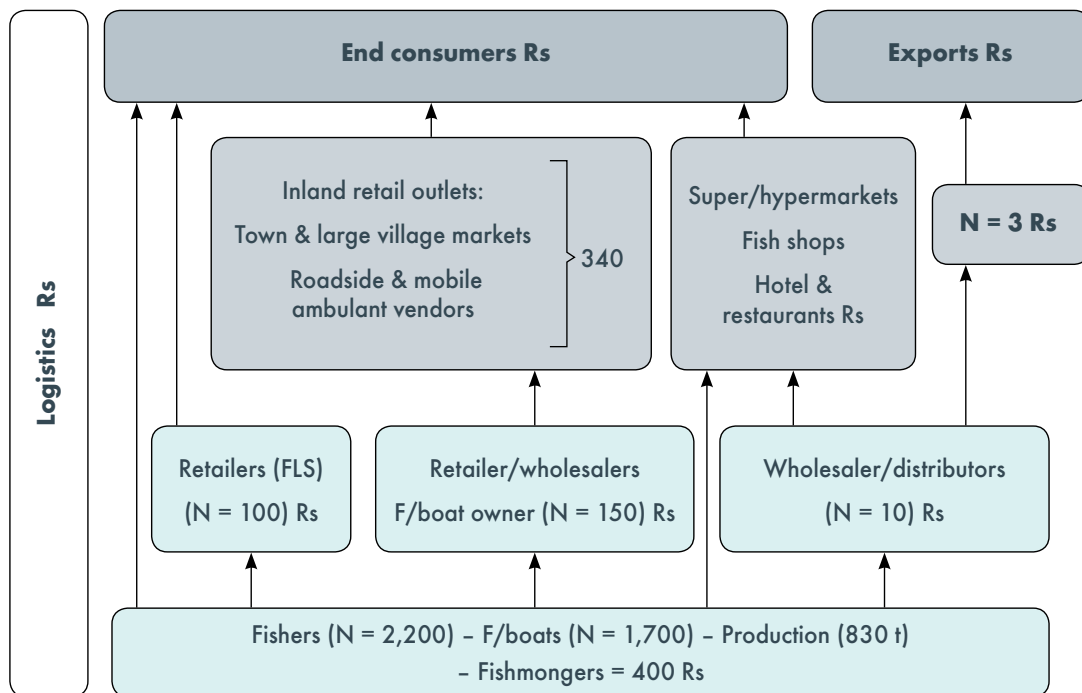 Logistics Rs
End consumers Rs
Exports Rs
Inland retail outlets:
Town & large village markets
Roadside & mobile
ambulant vendors
340
Super/hypermarkets
Fish shops
Hotel &
restaurants Rs
N = 3 Rs
Retailers (FLS)
(N = 100) Rs
Retailer/wholesalers
F/boat owner (N = 150) Rs
Wholesaler/distributors
(N = 10) Rs
Fishers (N = 2,200) – F/boats (N = 1,700) – Production (830 t)
– Fishmongers = 400 Rs